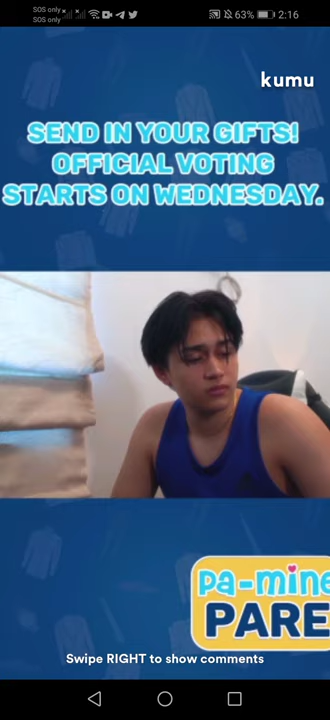 SOS only
SOS only
63% 2:16
kumu
SEND IN YOUR GIFTS!
OFFICIAL VOTING
STARTS ON WEDNESDAY.
pa-mine
PARE
Swipe RIGHT to show comments